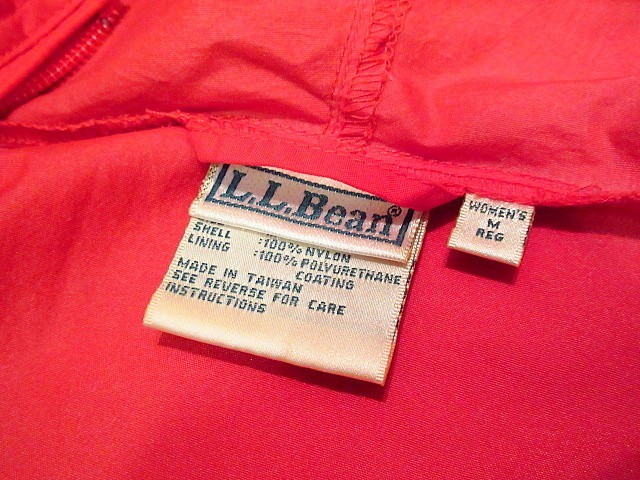 L.L.Bean®
SHELL :100% NYLON
LINING :100% POLYURETHANE
COATING
MADE IN TAIWAN
SEE REVERSE FOR CARE
INSTRUCTIONS
WOMEN'S
M
REG